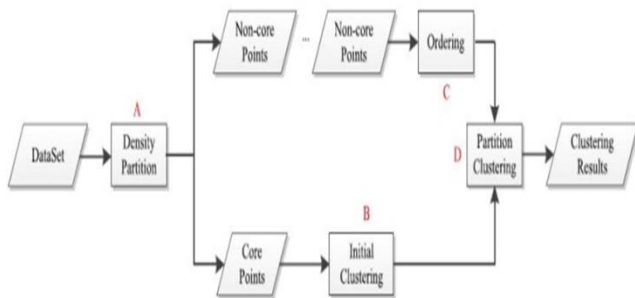 Non-core
Points
...
Non-core
Points
Ordering
A
C
DataSet
Density
Partition
D
Partition
Clustering
Clustering
Results
B
Core
Points
Initial
Clustering